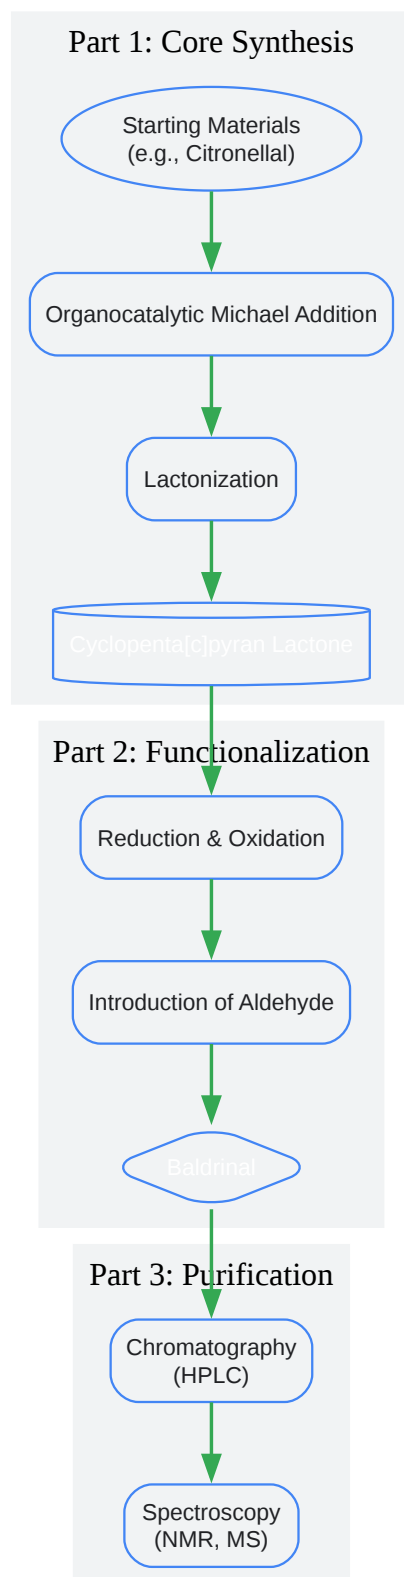 Part 1: Core Synthesis
Starting Materials
(e.g., Citronellal)
Organocatalytic Michael Addition
Lactonization
Cyclopenta[c]pyran Lactone
Part 2: Functionalization
Reduction & Oxidation
Introduction of Aldehyde
Baldrinal
Part 3: Purification
Chromatography
(HPLC)
Spectroscopy
(NMR, MS)